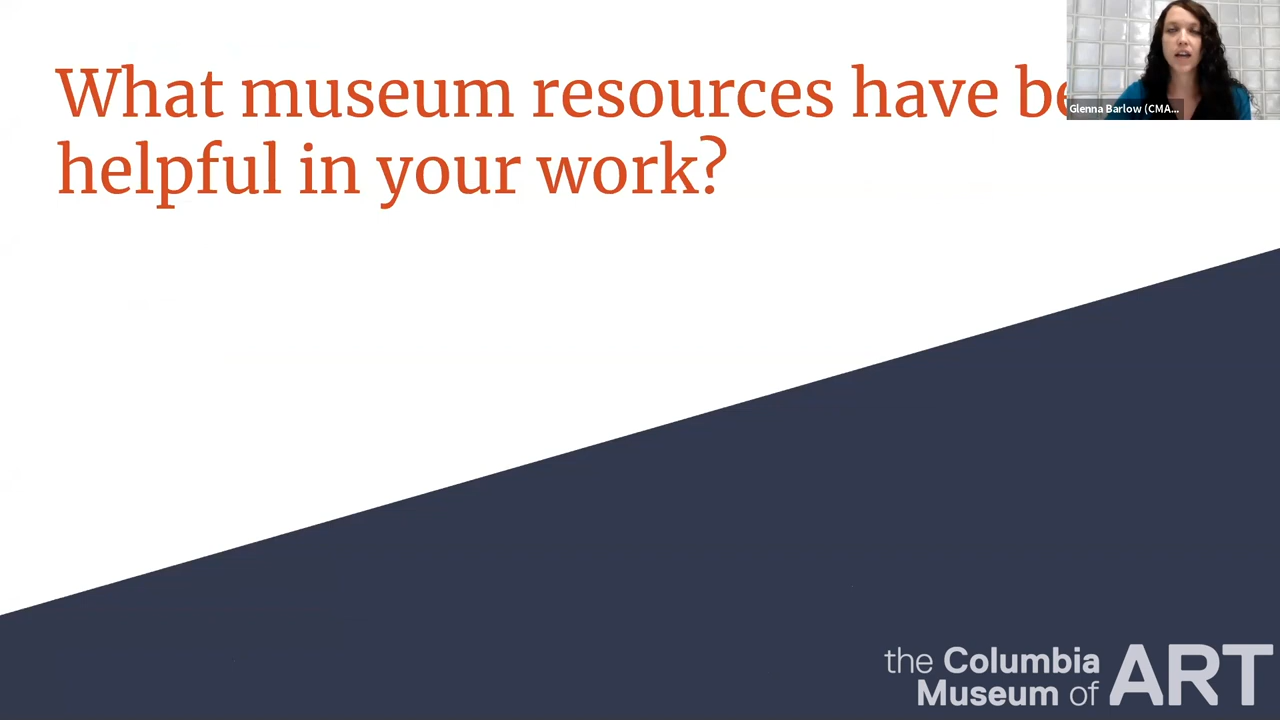 What museum resources have be
helpful in your work?
Glenna Barlow (CMA...
the Columbia
Museum of ART